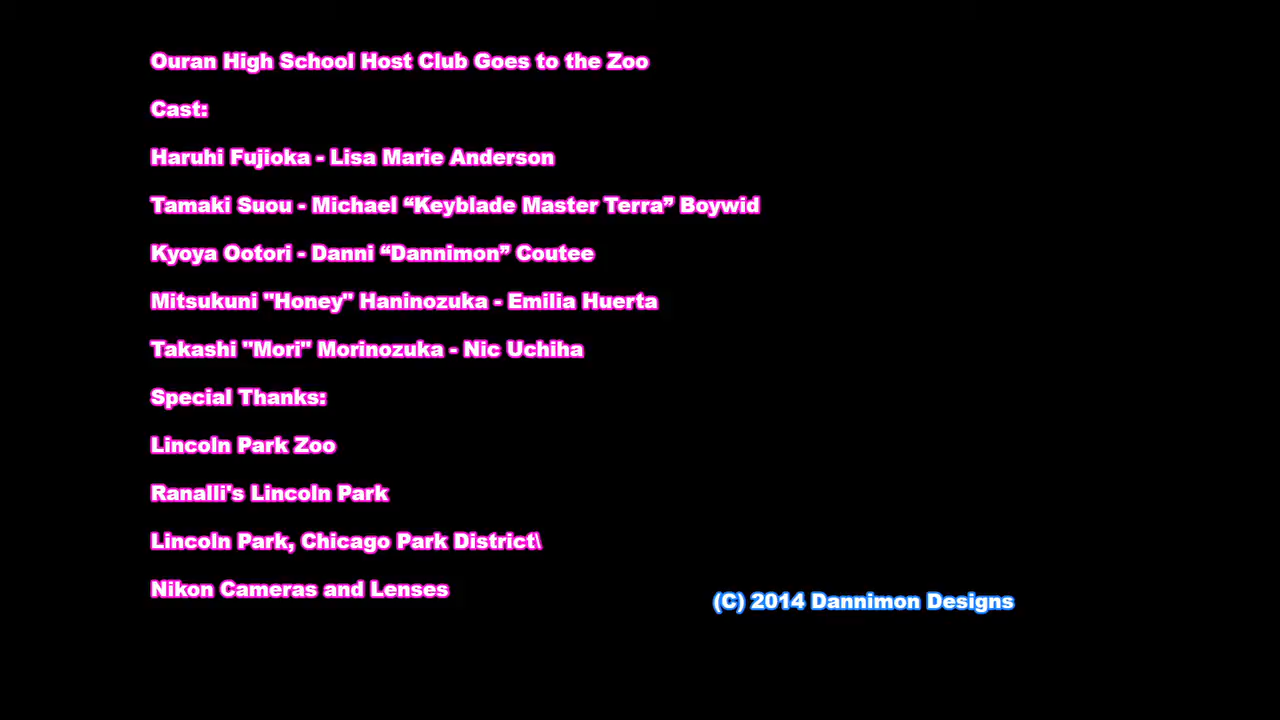 Ouran High School Host Club Goes to the Zoo
Cast:
Haruhi Fujioka - Lisa Marie Anderson
Tamaki Suou - Michael “Keyblade Master Terra” Boywid
Kyoya Ootori - Danni “Dannimon” Coutee
Mitsukuni "Honey" Haninozuka - Emilia Huerta
Takashi "Mori" Morinozuka - Nic Uchiha
Special Thanks:
Lincoln Park Zoo
Ranalli's Lincoln Park
Lincoln Park, Chicago Park District\
Nikon Cameras and Lenses
(C) 2014 Dannimon Designs